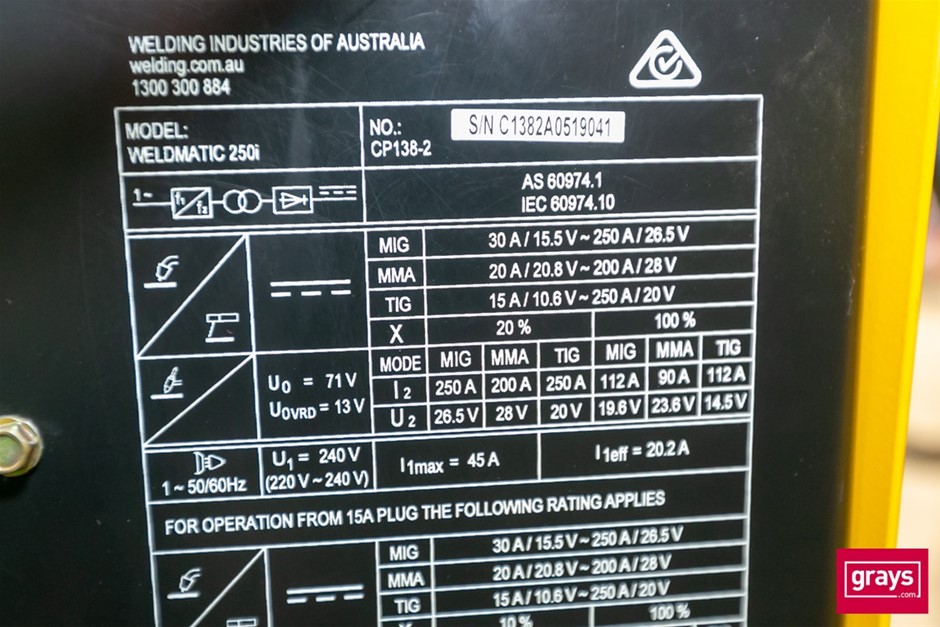 WELDING INDUSTRIES OF AUSTRALIA
welding.com.au
1300 300 884
MODEL:
WELDMATIC 250i
NO.:
CP138-2
S/N C1382A0519041
1~ f1 f2
AS 60974.1
IEC 60974.10
MIG 30 A / 15.5 V ~ 250 A / 26.5 V
MMA 20 A / 20.8 V ~ 200 A / 28 V
TIG 15 A / 10.6 V ~ 250 A / 20 V
X 20 % 100 %
MODE MIG MMA TIG MIG MMA TIG
I2 250 A 200 A 250 A 112 A 90 A 112 A
U2 26.5 V 28 V 20 V 19.6 V 23.6 V 14.5 V
U0 = 71 V
UOVRD = 13 V
1 ~ 50/60Hz
U1 = 240 V
(220 V ~ 240 V)
I1max = 45 A
I1eff = 20.2 A
FOR OPERATION FROM 15A PLUG THE FOLLOWING RATING APPLIES
MIG 30 A / 15.5 V ~ 250 A / 26.5 V
MMA 20 A / 20.8 V ~ 200 A / 28 V
TIG 15 A / 10.6 V ~ 250 A / 20 V
X 10 % 100 %
grays
.com